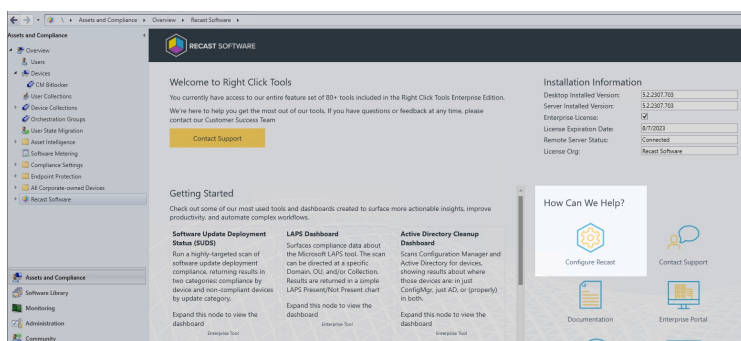 \ Assets and Compliance Overview Recast Software
Assets and Compliance
Overview
Users
Devices
CM Bitlocker
User Collections
Device Collections
Orchestration Groups
User State Migration
Asset Intelligence
Software Metering
Compliance Settings
Endpoint Protection
All Corporate-owned Devices
Recast Software
Assets and Compliance
Software Library
Monitoring
Administration
Community
RECAST SOFTWARE
Welcome to Right Click Tools
You currently have access to our entire feature set of 80+ tools included in the Right Click Tools Enterprise Edition.
We're here to help you get the most out of our tools. If you have questions or feedback at any time, please
contact our Customer Success Team
Contact Support
Installation Information
Desktop Installed Version: 5.2.2307.703
Server Installed Version: 5.2.2307.703
Enterprise License:
License Expiration Date: 8/7/2023
Remote Server Status: Connected
License Org: Recast Software
Getting Started
Check out some of our most used tools and dashboards created to surface more actionable insights, improve
productivity, and automate complex workflows.
Software Update Deployment
Status (SUDS)
Run a highly-targeted scan of
software update deployment
compliance, returning results in
two categories: compliance by
device and non-compliant devices
by update category.
Expand this node to view the
dashboard
Enterprise Tool
LAPS Dashboard
Surfaces compliance data about
the Microsoft LAPS tool. The scan
can be directed at a specific
Domain, OU, and/or Collection.
Results are returned in a simple
LAPS Present/Not Present chart
Expand this node to view the
dashboard
Enterprise Tool
Active Directory Cleanup
Dashboard
Scans Configuration Manager and
Active Directory for devices,
showing results about where
those devices are: in just
ConfigMgr, just AD, or (properly)
in both.
Expand this node to view the
dashboard
Enterprise Tool
How Can We Help?
Configure Recast
Contact Support
Documentation
Enterprise Portal